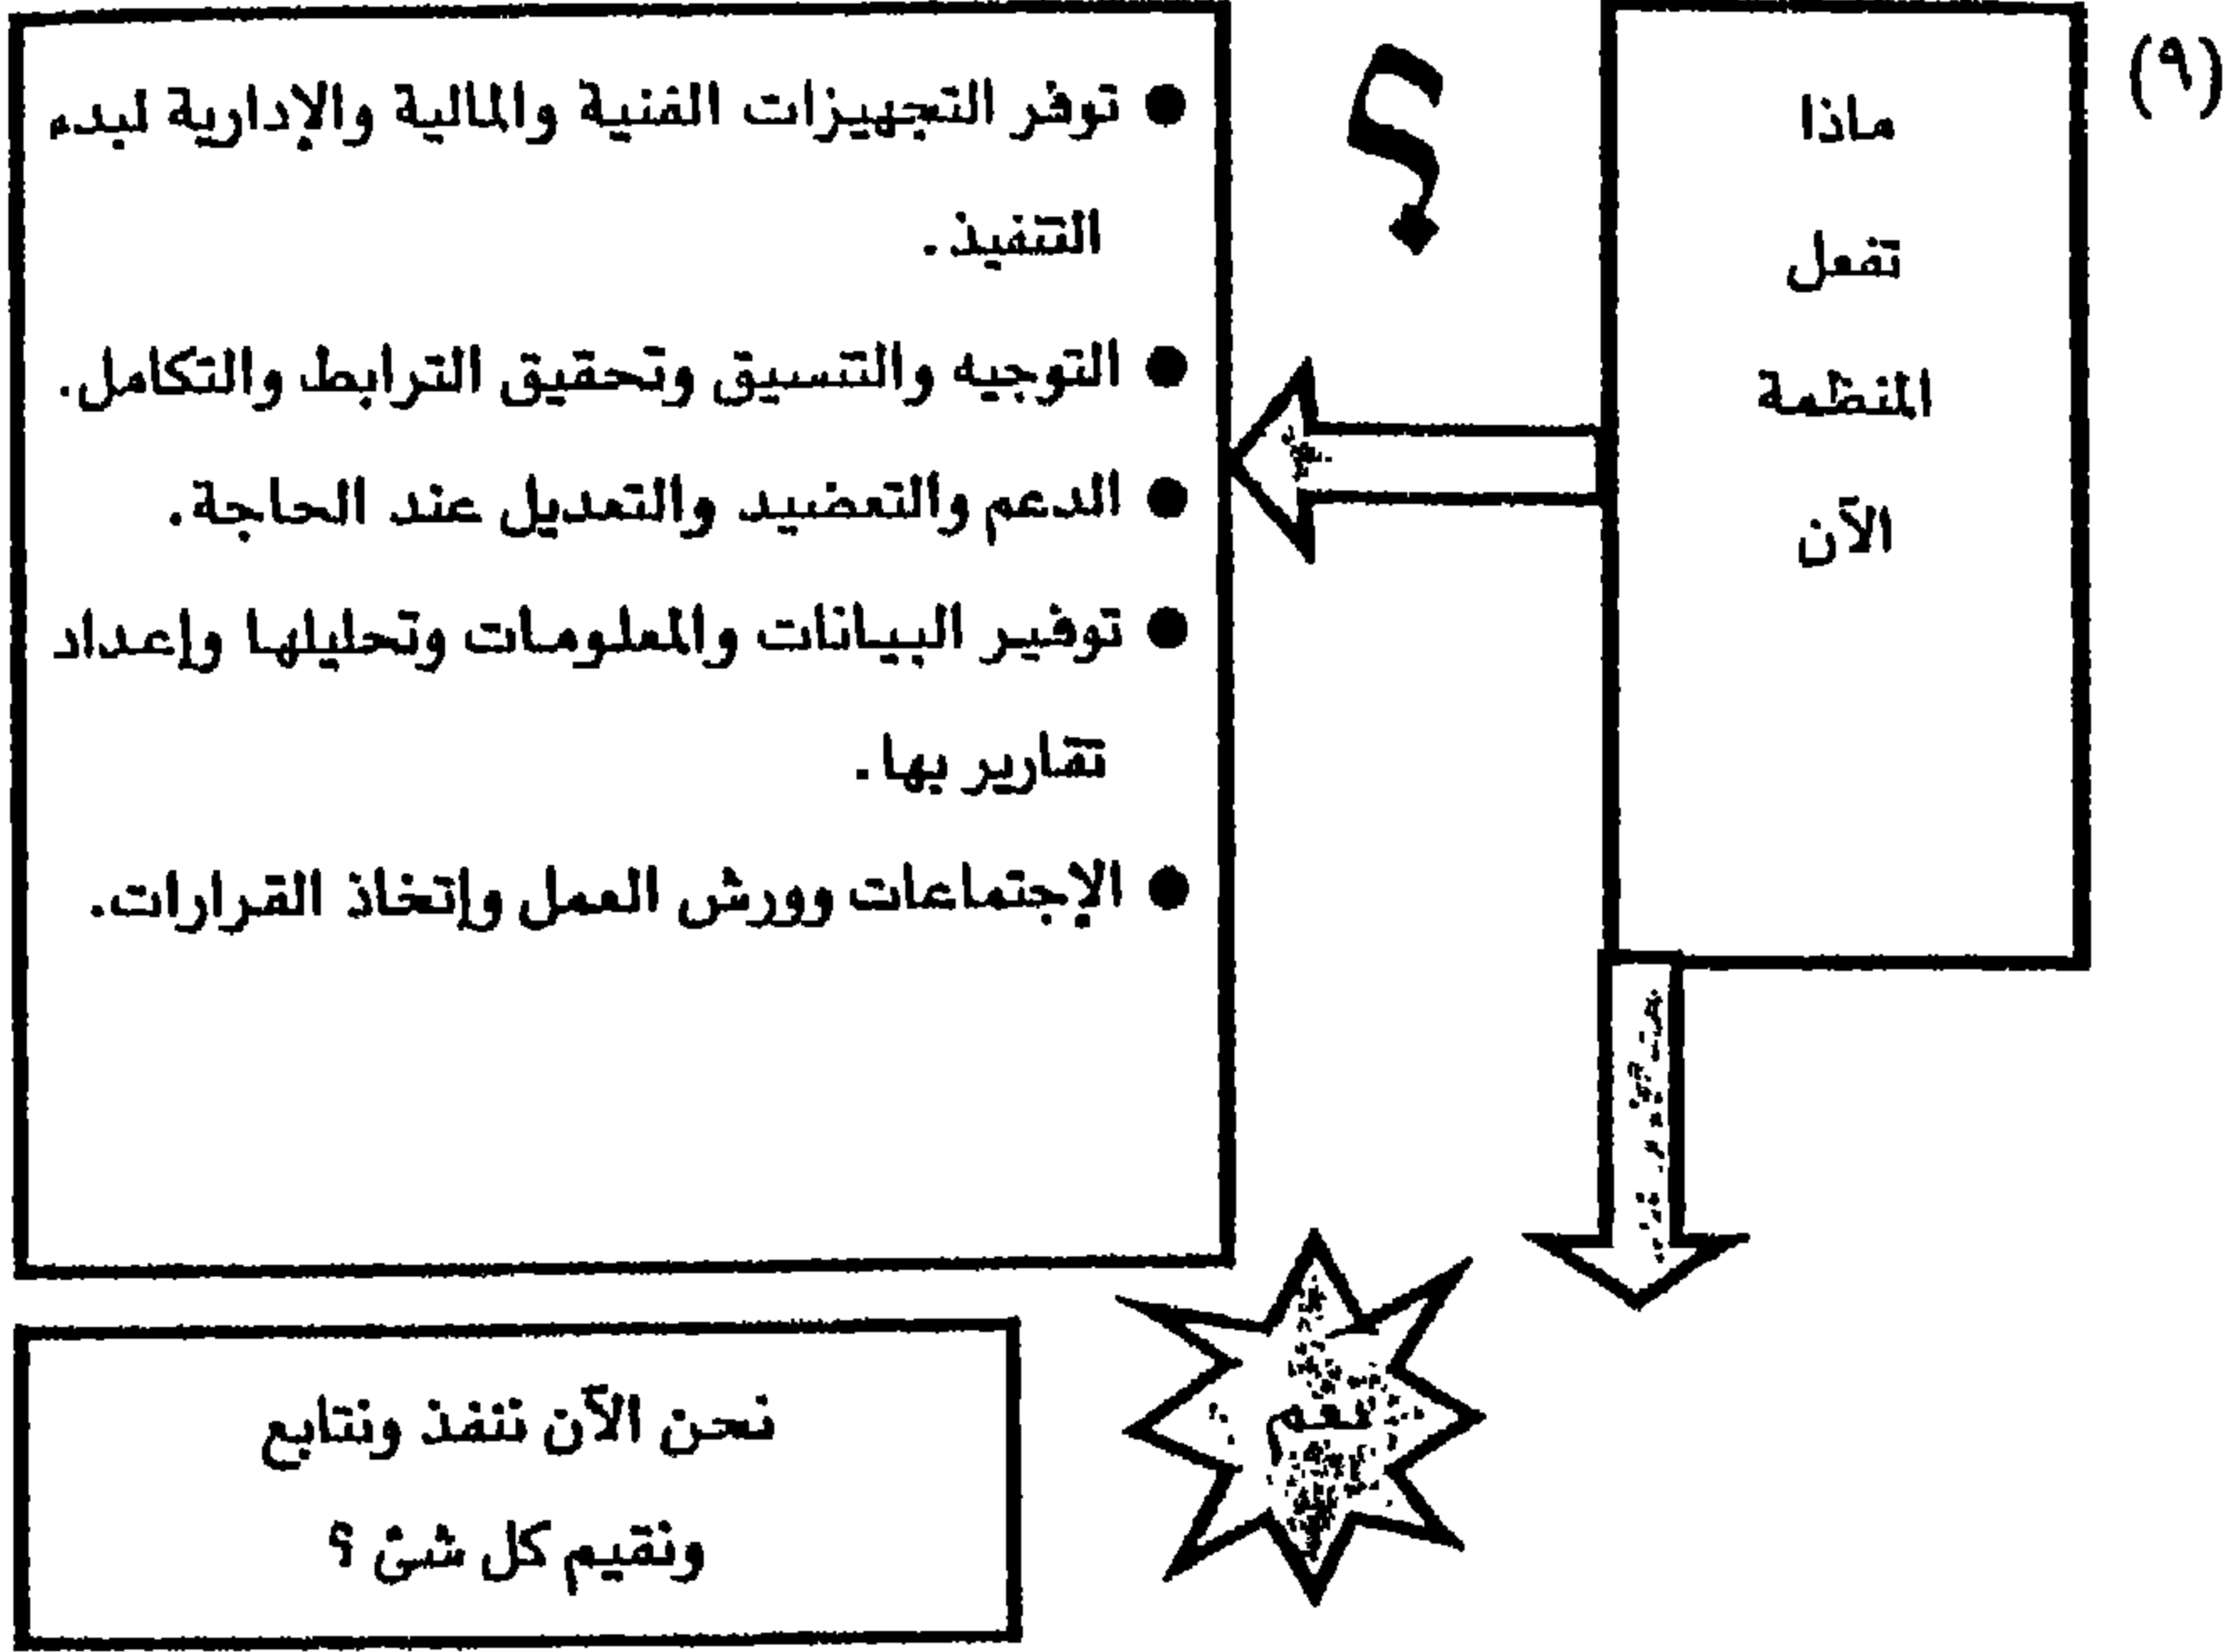 (٩)
ماذا
تفعل
المنظمة
الآن
؟
● توفر التجهيزات الفنية والمالية والإدارية لبدء
التنفيذ.
● التوجيه والتنسيق وتحقيق الترابط والتكامل.
● الدعم والتعضيد والتعديل عند الحاجة.
● توفير البيانات والمعلومات وتحليلها وإعداد
تقارير بها.
● الإجتماعات وورش العمل وإتخاذ القرارات.
نعم
نحن الآن ننفذ ونتابع
ونقيم كل شئ ؟